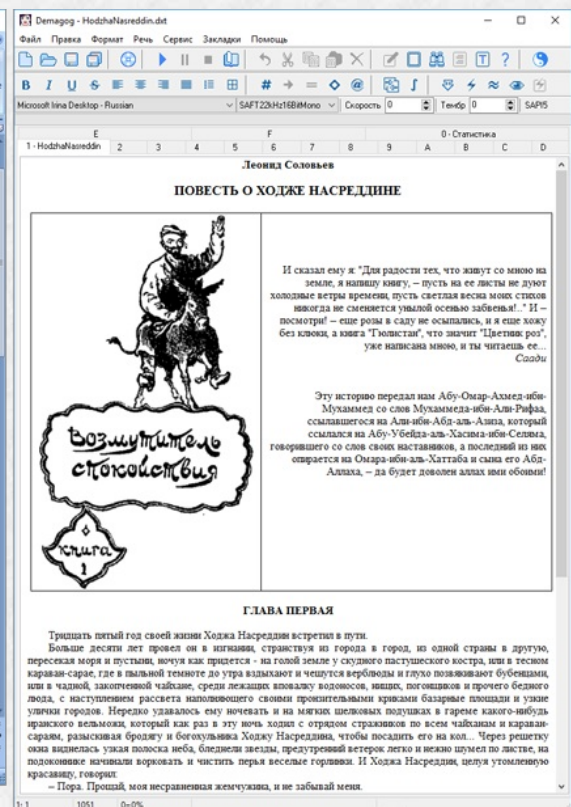 Demagog - HodzhaNasreddin.dxt
Файл Правка Формат Речь Сервис Закладки Помощь
B I U S
Microsoft Irina Desktop - Russian SAFT22kHz16BitMono Скорость 0 Тембр 0 SAPI5
E F 0 - Статистика
1 - HodzhaNasreddin 2 3 4 5 6 7 8 9 A B C D
Леонид Соловьев
ПОВЕСТЬ О ХОДЖЕ НАСРЕДДИНЕ
Возмутитель
спокойствия
книга
1
И сказал ему я: "Для радости тех, что живут со мною на
земле, я напишу книгу, – пусть на ее листы не дуют
холодные ветры времени, пусть светлая весна моих стихов
никогда не сменяется унылой осенью забвенья!.." И –
посмотри! – еще розы в саду не осыпались, и я еще хожу
без клюки, а книга "Гюлистан", что значит "Цветник роз",
уже написана мною, и ты читаешь ее...
Саади
Эту историю передал нам Абу-Омар-Ахмед-ибн-
Мухаммед со слов Мухаммеда-ибн-Али-Рифаа,
ссылавшегося на Али-ибн-Абд-аль-Азиза, который
ссылался на Абу-Убейда-аль-Хасима-ибн-Селяма,
говорившего со слов своих наставников, а последний из них
опирается на Омара-ибн-аль-Хаттаба и сына его Абд-
Аллаха, – да будет доволен аллах ими обоими!
ГЛАВА ПЕРВАЯ
Тридцать пятый год своей жизни Ходжа Насреддин встретил в пути.
Больше десяти лет провел он в изгнании, странствуя из города в город, из одной страны в другую,
пересекая моря и пустыни, ночуя как придется - на голой земле у скудного пастушеского костра, или в тесном
караван-сарае, где в пыльной темноте до утра вздыхают и чешутся верблюды и глухо позвякивают бубенцами,
или в чадной, закопченной чайхане, среди лежащих вповалку водоносов, нищих, погонщиков и прочего бедного
люда, с наступлением рассвета наполняющего своими пронзительными криками базарные площади и узкие
улички городов. Нередко удавалось ему ночевать и на мягких шелковых подушках в гареме какого-нибудь
иранского вельможи, который как раз в эту ночь ходил с отрядом стражников по всем чайханам и караван-
сараям, разыскивая бродягу и богохульника Ходжу Насреддина, чтобы посадить его на кол... Через решетку
окна виднелась узкая полоска неба, бледнели звезды, предутренний ветерок легко и нежно шумел по листве, на
подоконнике начинали ворковать и чистить перья веселые горлинки. И Ходжа Насреддин, целуя утомленную
красавицу, говорил:
– Пора. Прощай, моя несравненная жемчужина, и не забывай меня.
1: 1 1051 0=0%